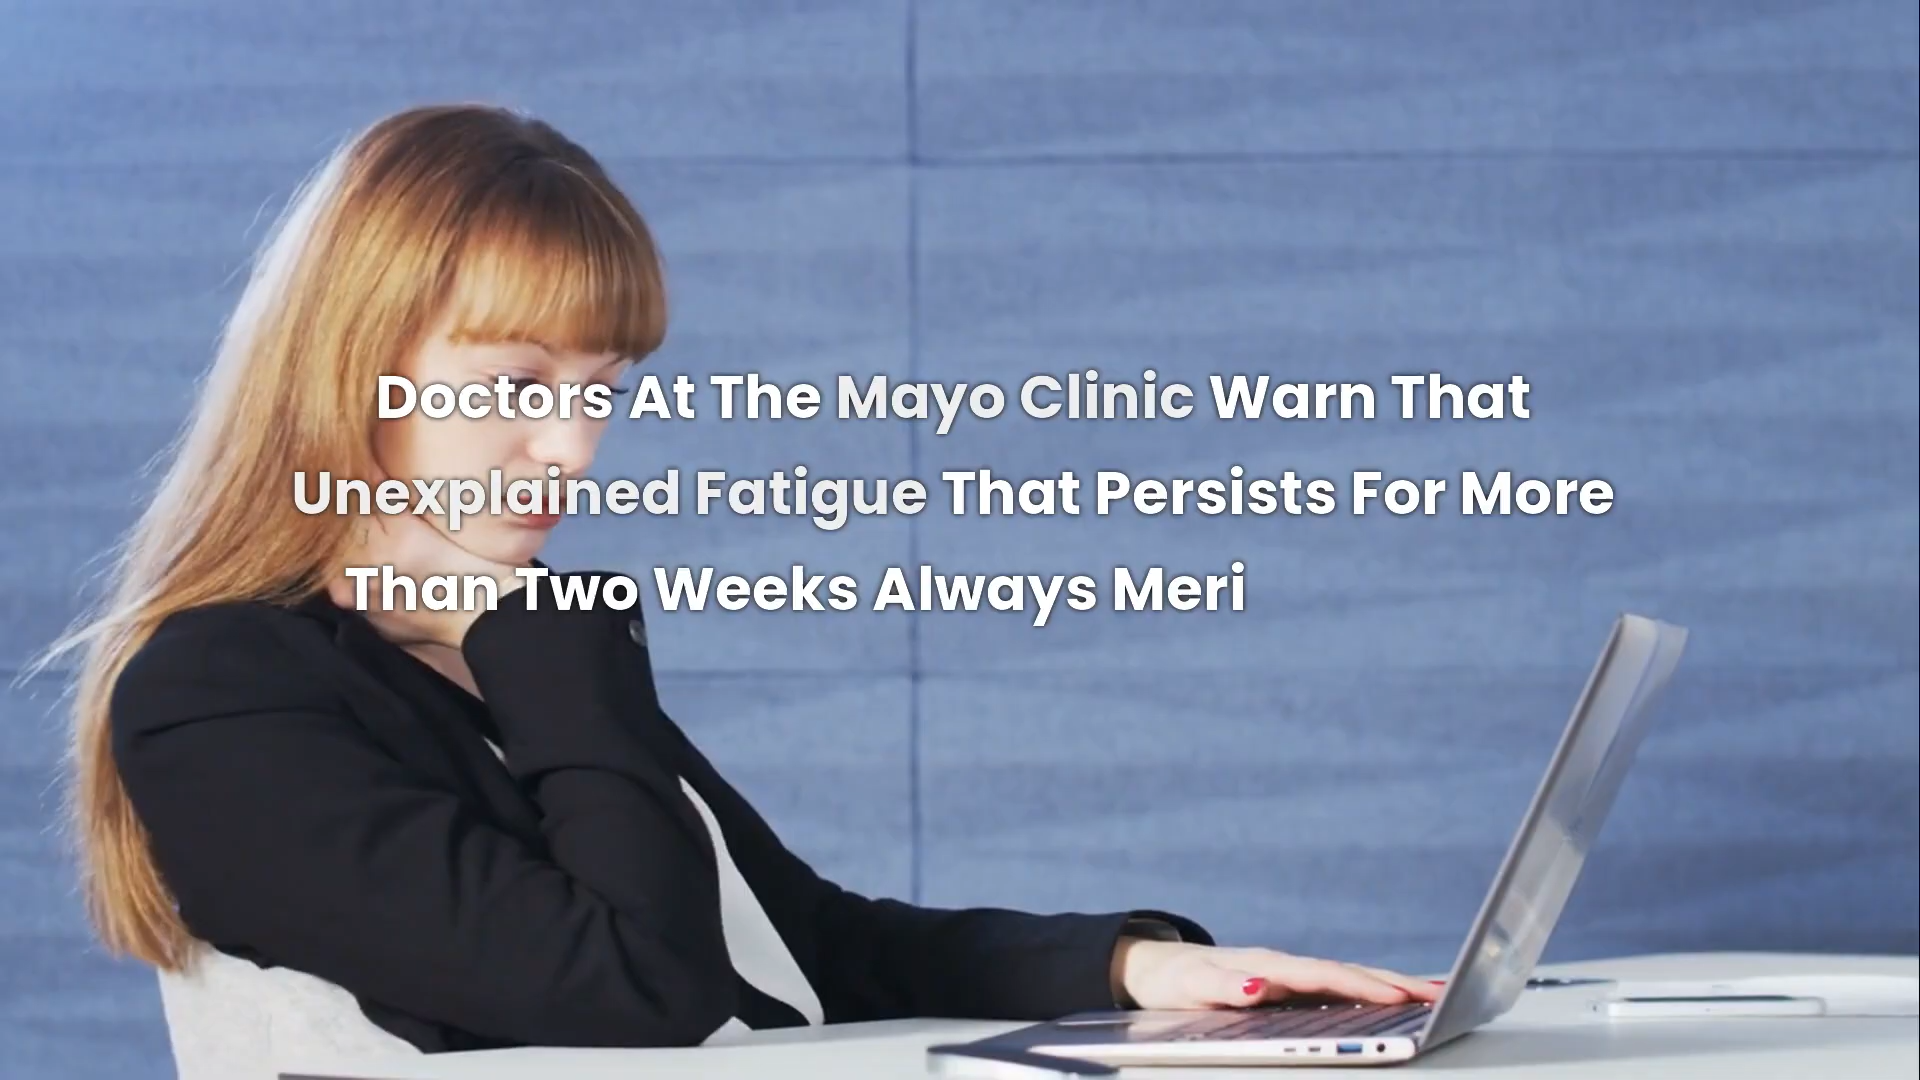 Doctors At The Mayo Clinic Warn That
Unexplained Fatigue That Persists For More
Than Two Weeks Always Meri